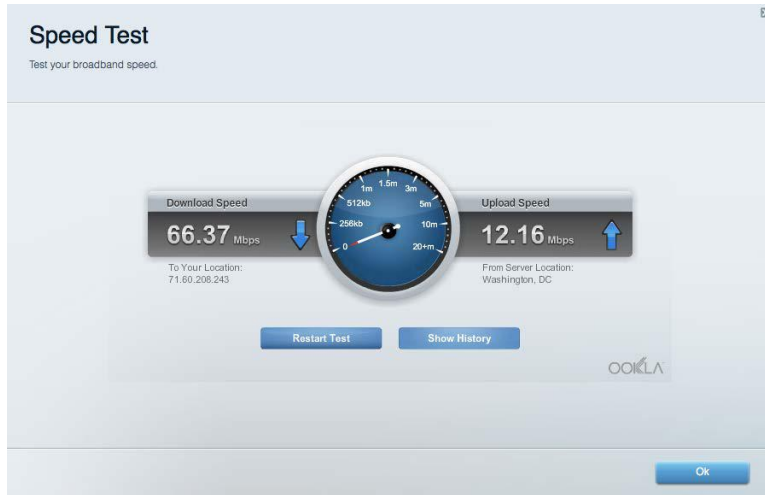 Speed Test
Test your broadband speed.
Download Speed
66.37 Mbps
To Your Location:
71.60.208.243
0
256kb
512kb
1m
1.5m
3m
5m
10m
20+m
Upload Speed
12.16 Mbps
From Server Location:
Washington, DC
Restart Test
Show History
OOKLA
Ok